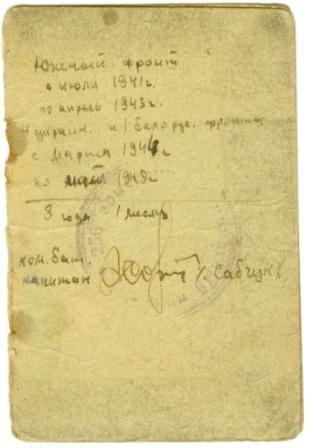 Южный фронт
с июля 1941г.
по апрель 1943г.
4 украин. и 1 Белорус. фронты
с марта 1944г
по май 1945г
3 года 1 месяц
ком. бат.
капитан